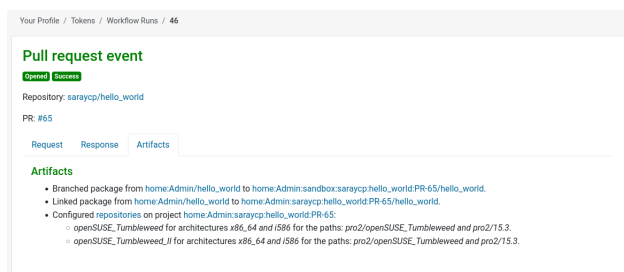 Your Profile / Tokens / Workflow Runs / 46
Pull request event
Opened Success
Repository: saraycp/hello_world
PR: #65
Request Response Artifacts
Artifacts
• Branched package from home:Admin/hello_world to home:Admin:sandbox:saraycp:hello_world:PR-65/hello_world.
• Linked package from home:Admin/hello_world to home:Admin:saraycp:hello_world:PR-65/hello_world.
• Configured repositories on project home:Admin:saraycp:hello_world:PR-65:
○ openSUSE_Tumbleweed for architectures x86_64 and i586 for the paths: pro2/openSUSE_Tumbleweed and pro2/15.3.
○ openSUSE_Tumbleweed_II for architectures x86_64 and i586 for the paths: pro2/openSUSE_Tumbleweed and pro2/15.3.